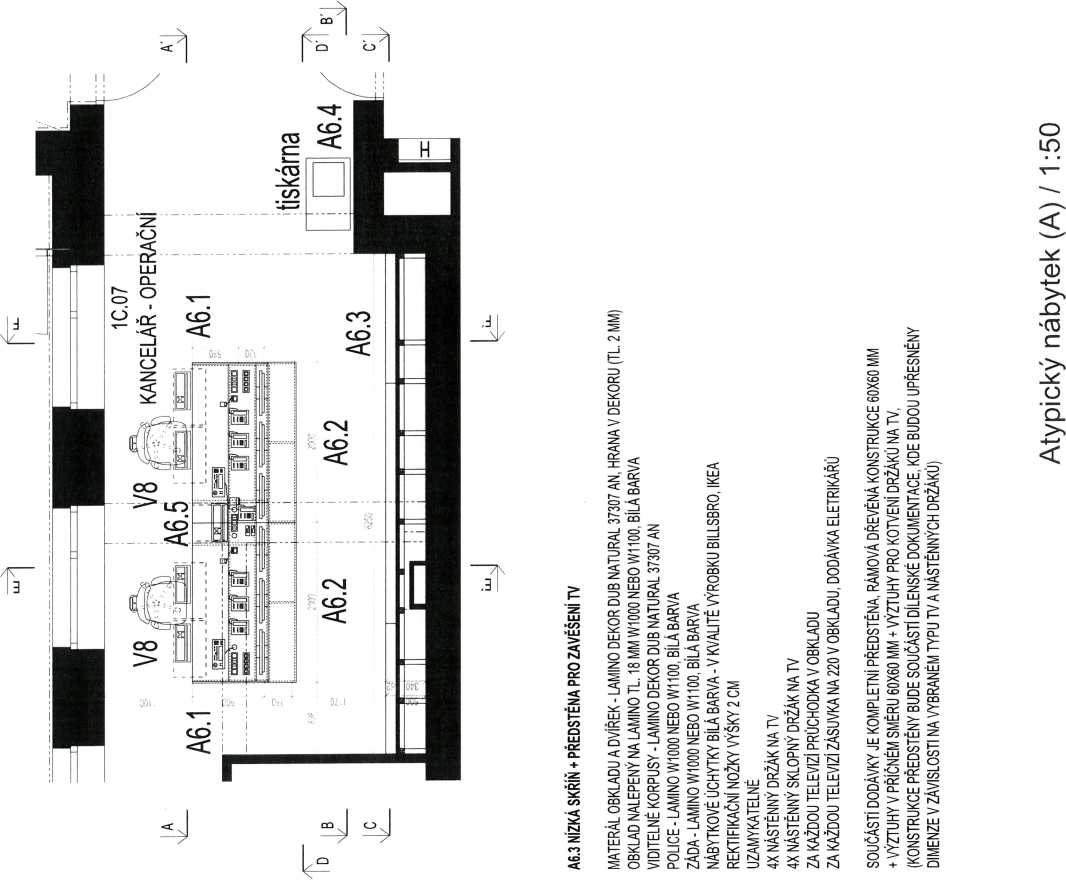 A'
B'
D'
C'
A6.4
tiskárna
H
1C.07
KANCELÁŘ - OPERAČNÍ
F
F'
A6.1
A6.3
V8
A6.5
A6.2
A6.2
V8
E
E'
A6.1
A
B
C
D
A6.3 NÍZKÁ SKŘÍŇ + PŘEDSTĚNA PRO ZAVĚŠENÍ TV
MATERÁL OBKLADU A DVÍŘEK - LAMINO DEKOR DUB NATURAL 37307 AN, HRANA V DEKORU (TL. 2 MM)
OBKLAD NALEPENÝ NA LAMINO TL. 18 MM W1000 NEBO W1100, BÍLÁ BARVA
VIDITELNÉ KORPUSY - LAMINO DEKOR DUB NATURAL 37307 AN
POLICE - LAMINO W1000 NEBO W1100, BÍLÁ BARVA
ZÁDA - LAMINO W1000 NEBO W1100, BÍLÁ BARVA
NÁBYTKOVÉ ÚCHYTKY BÍLÁ BARVA - V KVALITĚ VÝROBKU BILLSBRO, IKEA
REKTIFIKAČNÍ NOŽKY VÝŠKY 2 CM
UZAMYKATELNÉ
4X NÁSTĚNNÝ DRŽÁK NA TV
4X NÁSTĚNNÝ SKLOPNÝ DRŽÁK NA TV
ZA KAŽDOU TELEVIZÍ PRŮCHODKA V OBKLADU
ZA KAŽDOU TELEVIZÍ ZÁSUVKA NA 220 V OBKLADU, DODÁVKA ELETRIKÁRŮ
SOUČÁSTÍ DODÁVKY JE KOMPLETNÍ PŘEDSTĚNA, RÁMOVÁ DŘEVĚNÁ KONSTRUKCE 60X60 MM
+ VÝZTUHY V PŘÍČNÉM SMĚRU 60X60 MM + VÝZTUHY PRO KOTVENÍ DRŽÁKŮ NA TV,
(KONSTRUKCE PŘEDSTĚNY BUDE SOUČÁSTÍ DÍLENSKÉ DOKUMENTACE, KDE BUDOU UPŘESNĚNY
DIMENZE V ZÁVISLOSTI NA VYBRANÉM TYPU TV A NÁSTĚNNÝCH DRŽÁKŮ)
Atypický nábytek (A) / 1:50